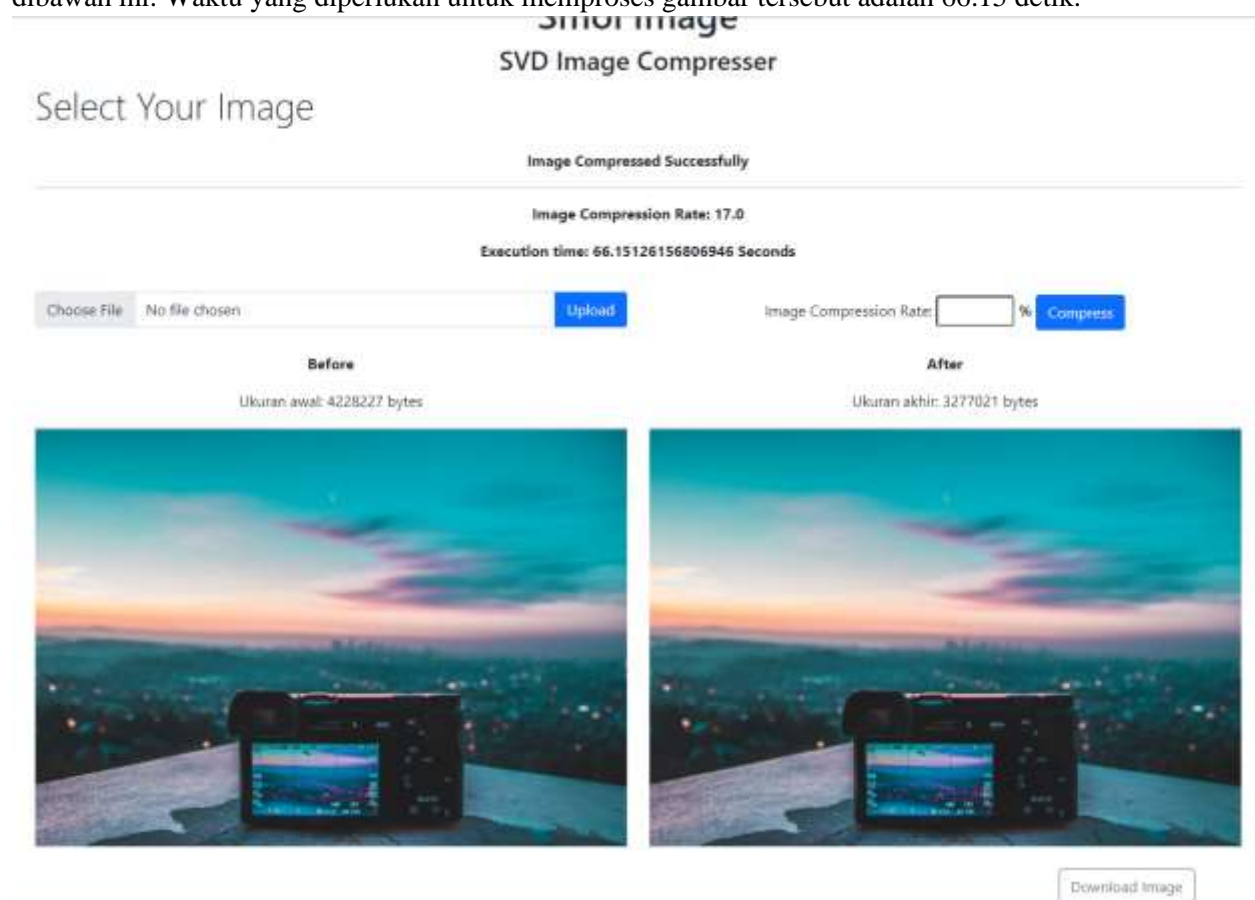 dibawah ini. Waktu yang diperlukan untuk memproses gambar tersebut adalah 66.15 detik.
Smol Image
SVD Image Compresser
Select Your Image
Image Compressed Successfully
Image Compression Rate: 17.0
Execution time: 66.15126156806946 Seconds
Choose File No file chosen Upload
Image Compression Rate: % Compress
Before
After
Ukuran awal: 4228227 bytes
Ukuran akhir: 3277021 bytes
Download Image